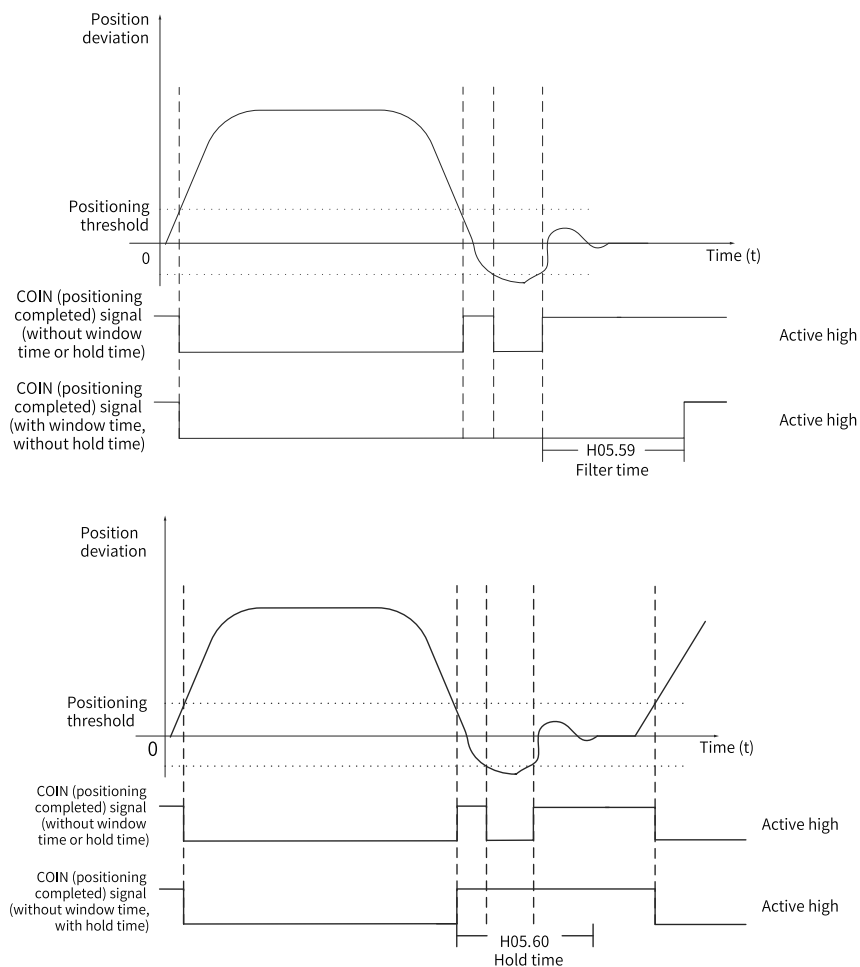 Position
deviation
Positioning
threshold
0
Time (t)
COIN (positioning
completed) signal
(without window
time or hold time)
Active high
COIN (positioning
completed) signal
(with window time,
without hold time)
Active high
H05.59
Filter time
Position
deviation
Positioning
threshold
0
Time (t)
COIN (positioning
completed) signal
(without window
time or hold time)
Active high
COIN (positioning
completed) signal
(without window time,
with hold time)
Active high
H05.60
Hold time